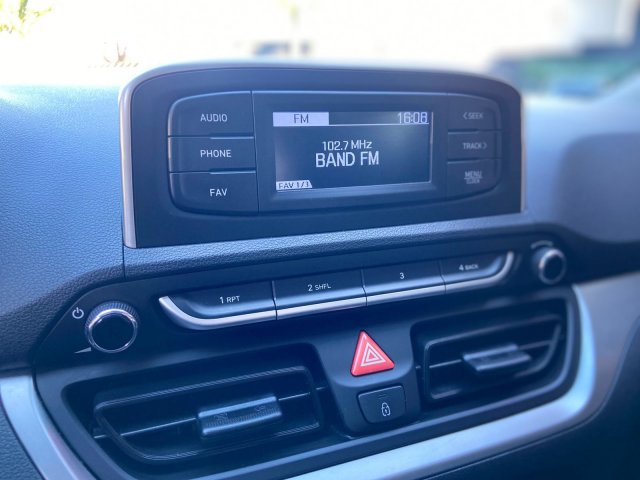 AUDIO
PHONE
FAV
FM 16:08
102.7 MHz
BAND FM
FAV 1/3
< SEEK
TRACK >
MENU
CLOCK
1 RPT
2 SHFL
3
4 BACK